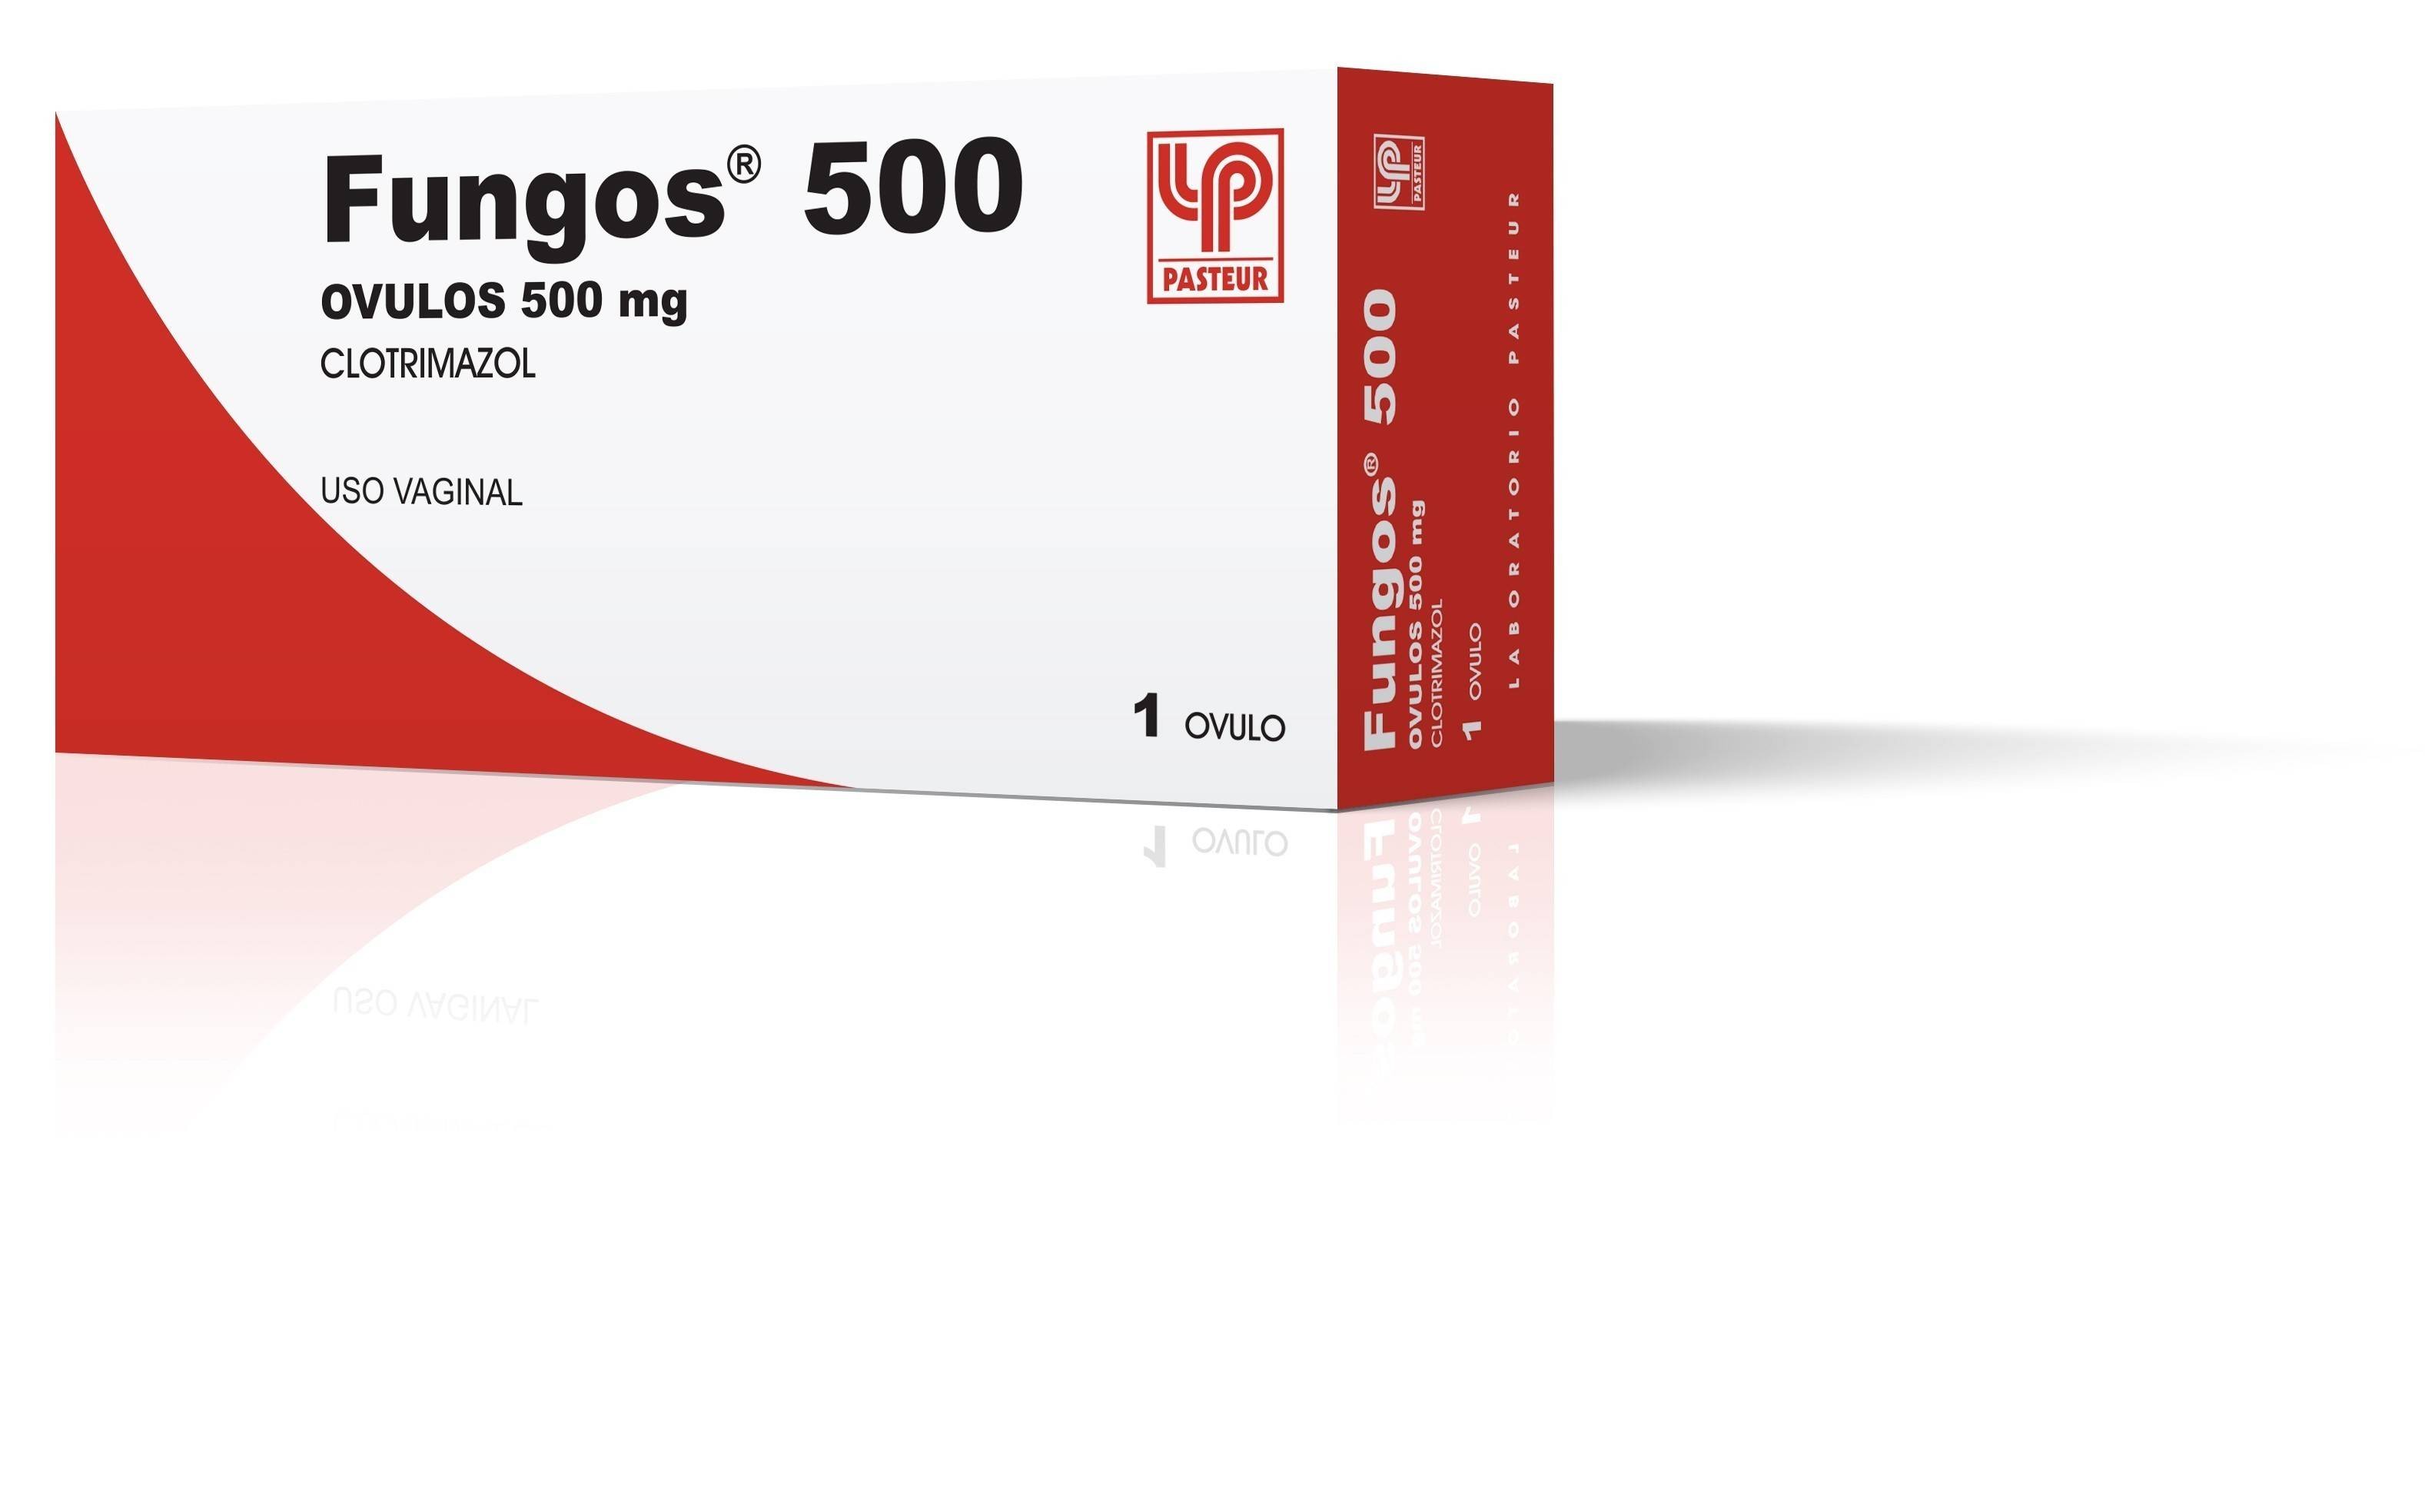 Fungos® 500
OVULOS 500 mg
CLOTRIMAZOL
USO VAGINAL
1 OVULO
PASTEUR
PASTEUR
Fungos® 500
OVULOS 500 mg
CLOTRIMAZOL
1 OVULO
LABORATORIO PASTEUR